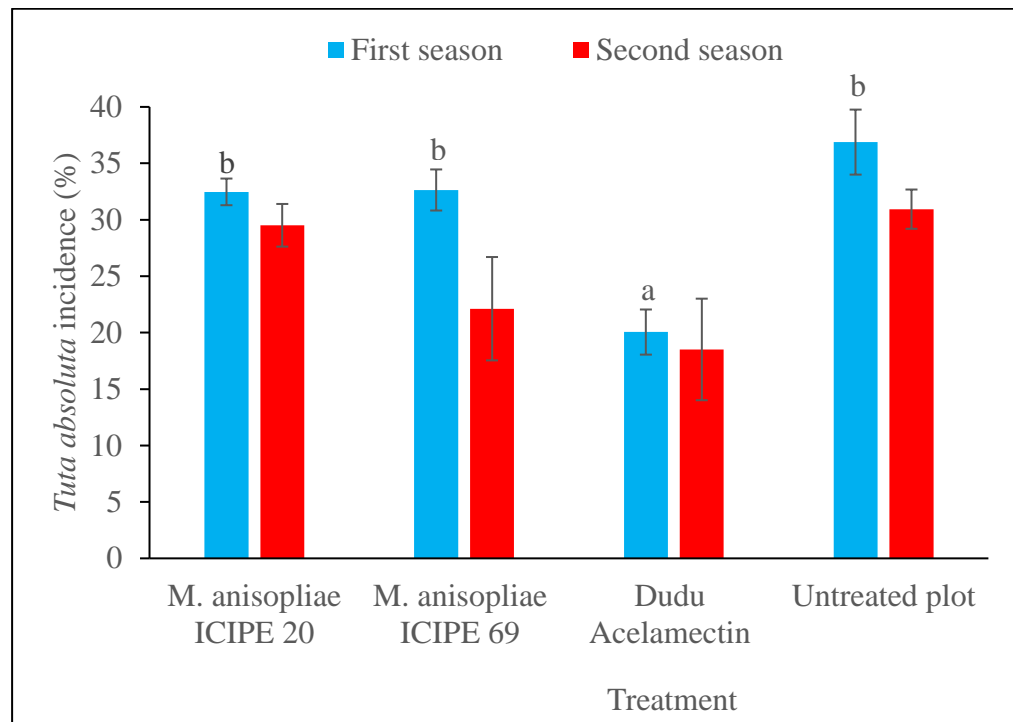 First season Second season
Tuta absoluta incidence (%)
40
35
30
25
20
15
10
5
0
b
b
a
b
M. anisopliae
ICIPE 20
M. anisopliae
ICIPE 69
Dudu
Acelamectin
Untreated plot
Treatment